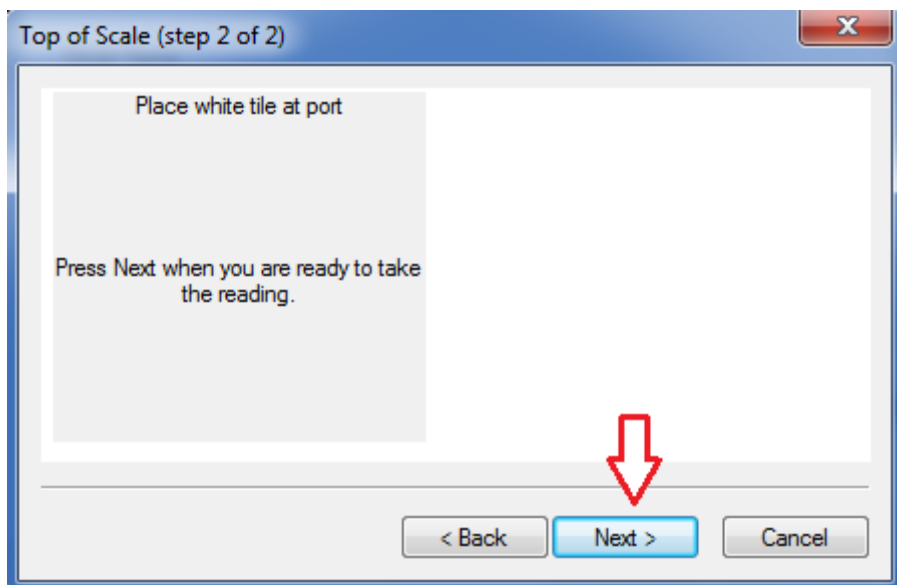 Top of Scale (step 2 of 2)
Place white tile at port
Press Next when you are ready to take
the reading.
< Back
Next >
Cancel